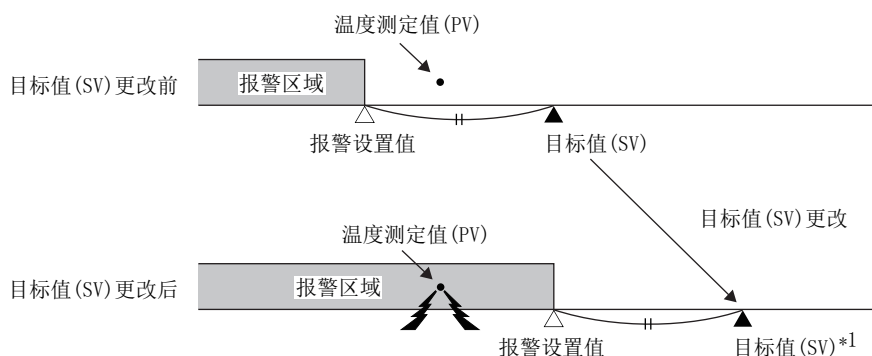 温度测定值(PV)
目标值(SV)更改前
报警区域
报警设置值
目标值(SV)
目标值(SV)更改
温度测定值(PV)
目标值(SV)更改后
报警区域
报警设置值
目标值(SV)*1